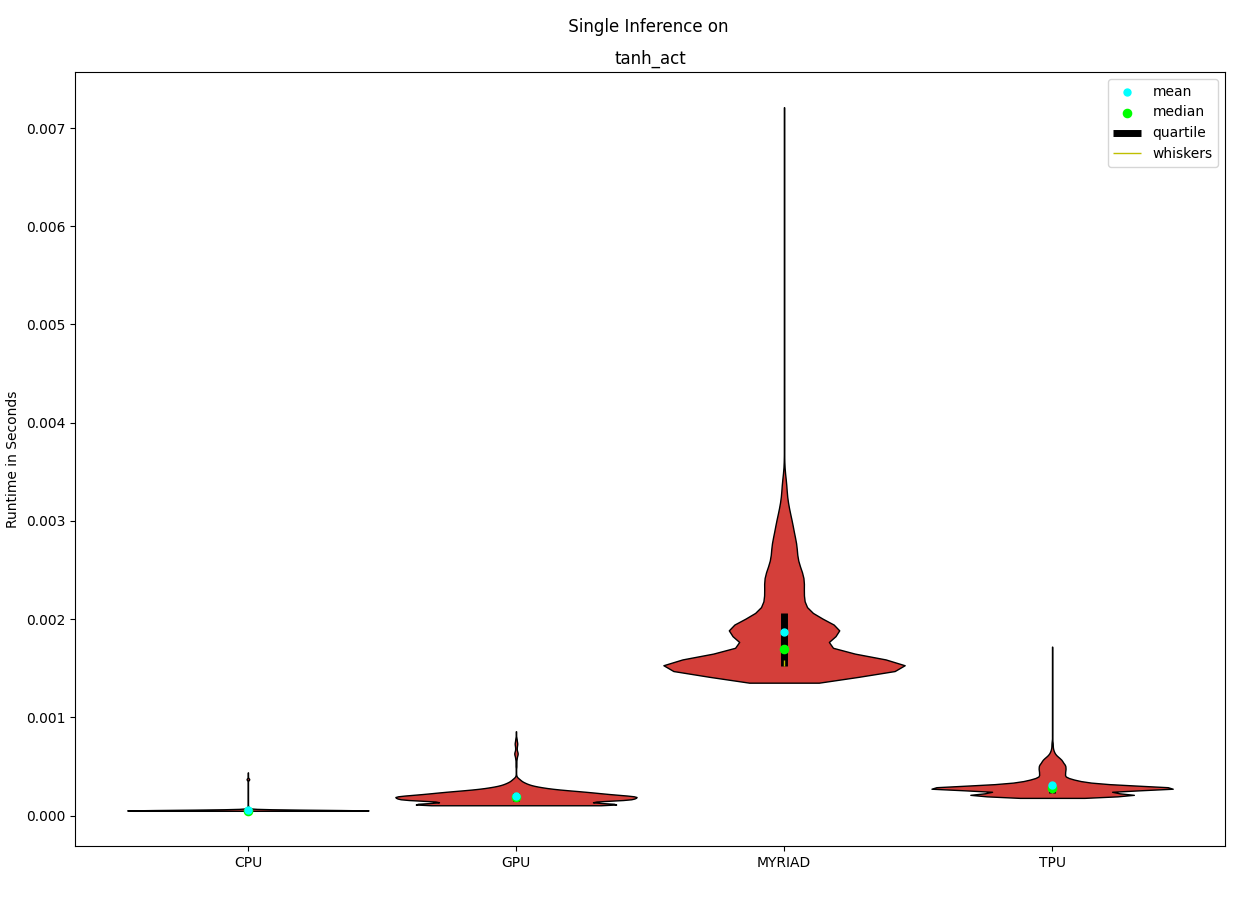 Single Inference on
tanh_act
mean
median
quartile
whiskers
Runtime in Seconds
0.007
0.006
0.005
0.004
0.003
0.002
0.001
0.000
CPU GPU MYRIAD TPU